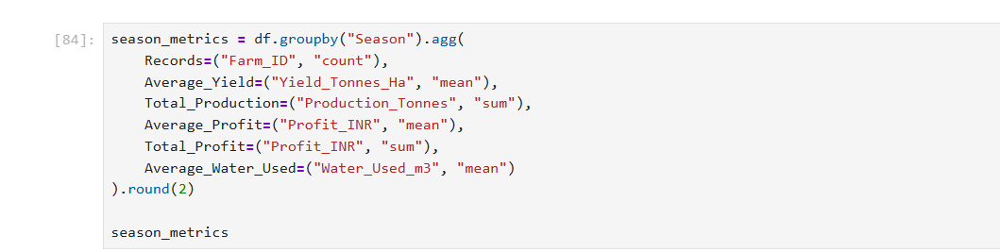 [84]: season_metrics = df.groupby("Season").agg(
    Records=("Farm_ID", "count"),
    Average_Yield=("Yield_Tonnes_Ha", "mean"),
    Total_Production=("Production_Tonnes", "sum"),
    Average_Profit=("Profit_INR", "mean"),
    Total_Profit=("Profit_INR", "sum"),
    Average_Water_Used=("Water_Used_m3", "mean")
).round(2)
season_metrics